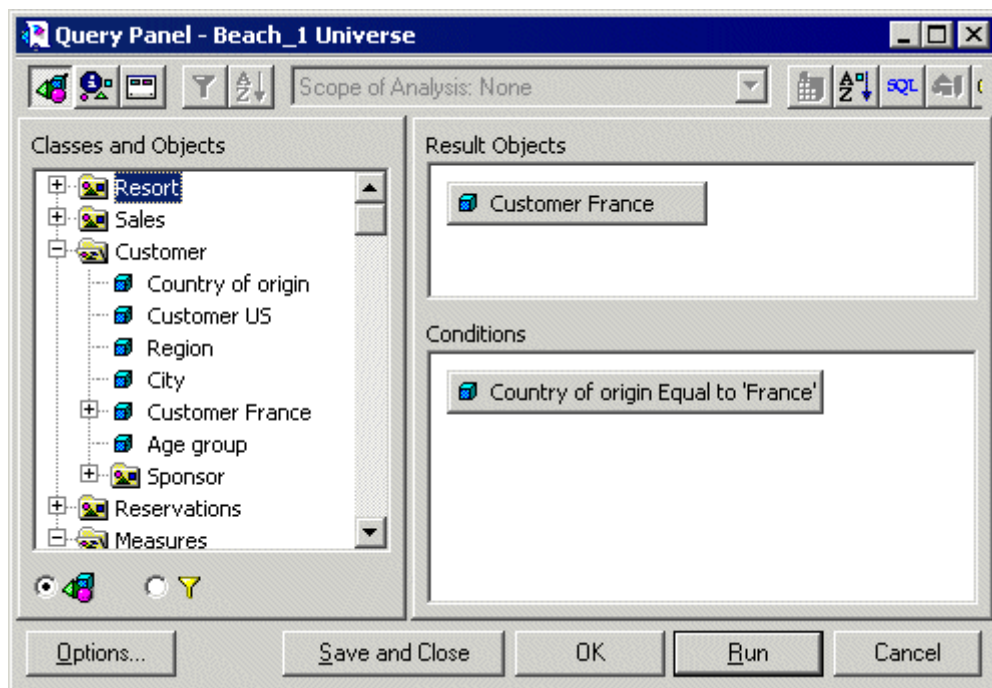 Query Panel - Beach_1 Universe
Scope of Analysis: None
SQL
Classes and Objects
Resort
Sales
Customer
Country of origin
Customer US
Region
City
Customer France
Age group
Sponsor
Reservations
Measures
Result Objects
Customer France
Conditions
Country of origin Equal to 'France'
Options...
Save and Close
OK
Run
Cancel